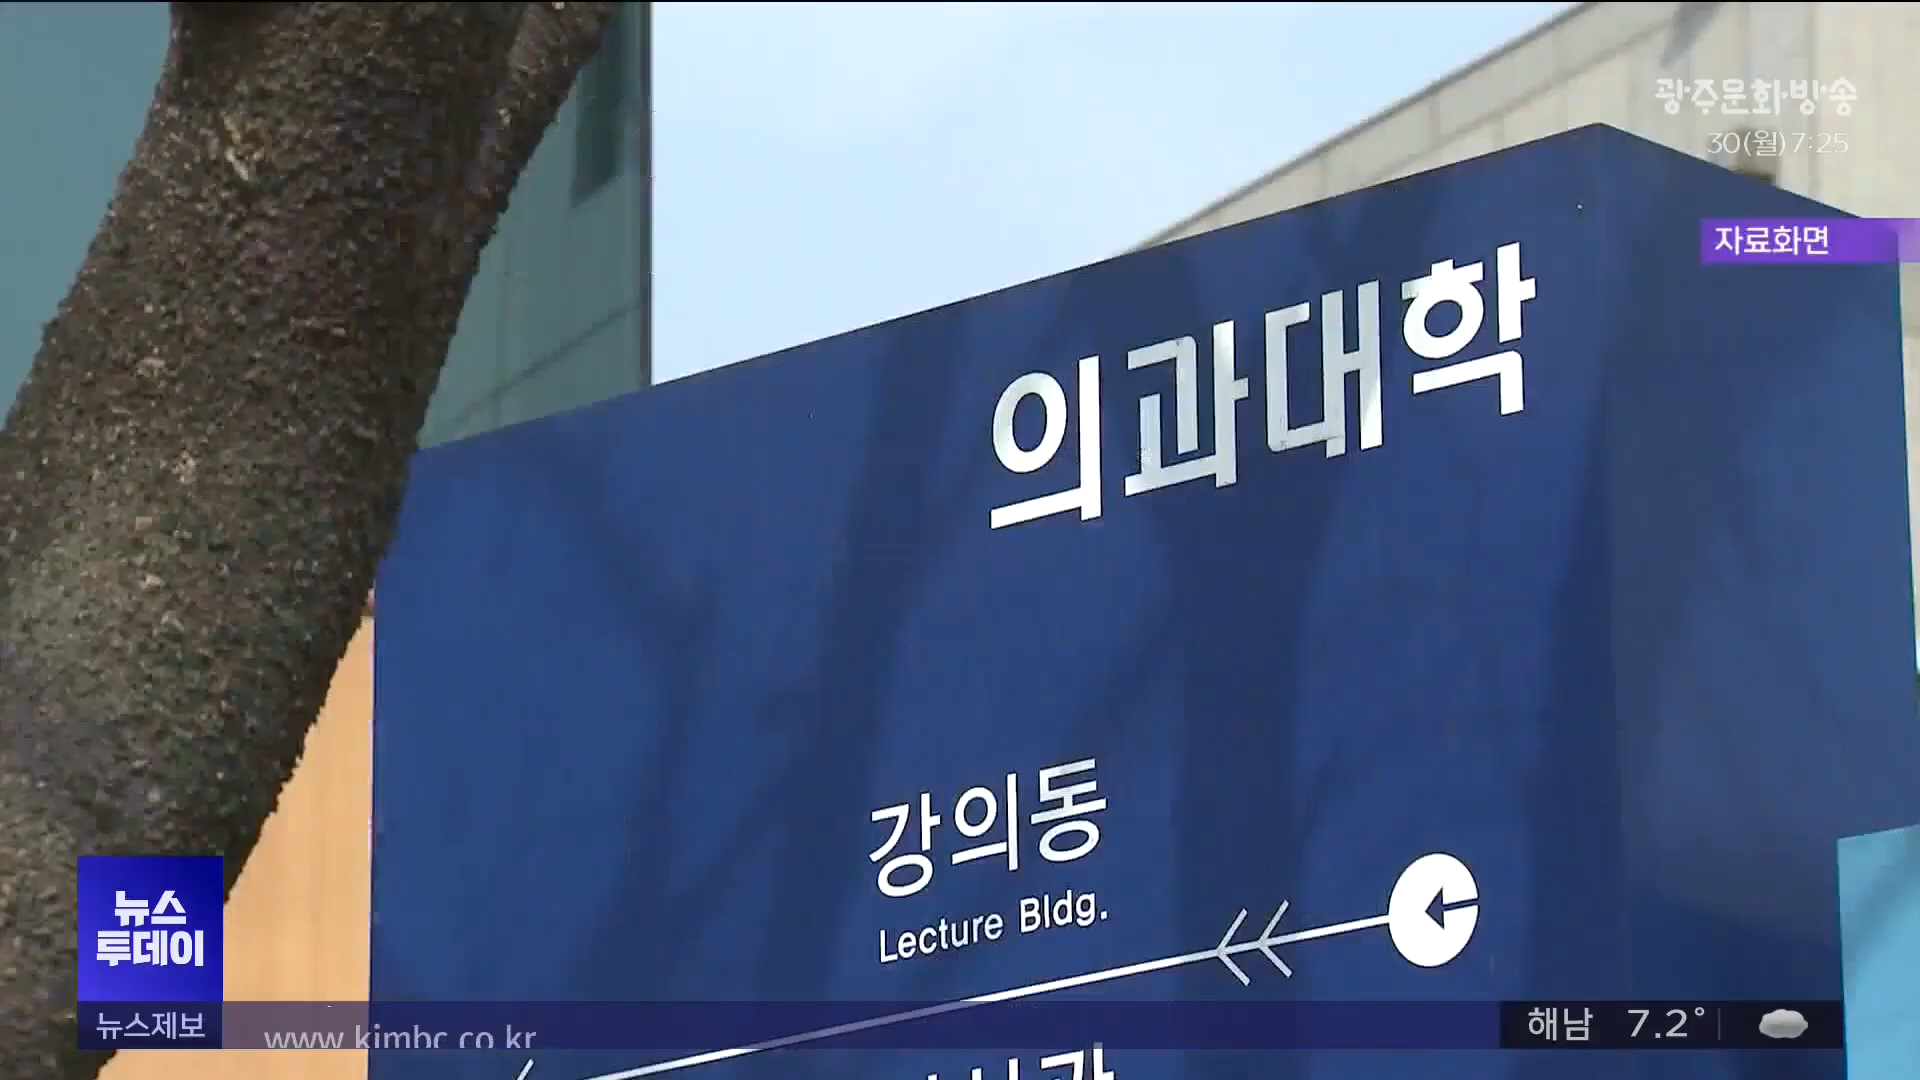 광주문화방송
30(월)7:25
자료화면
의과대학
강의동
Lecture Bldg.
뉴스
투데이
뉴스제보
www.kjmbc.co.kr
해남 7.2°